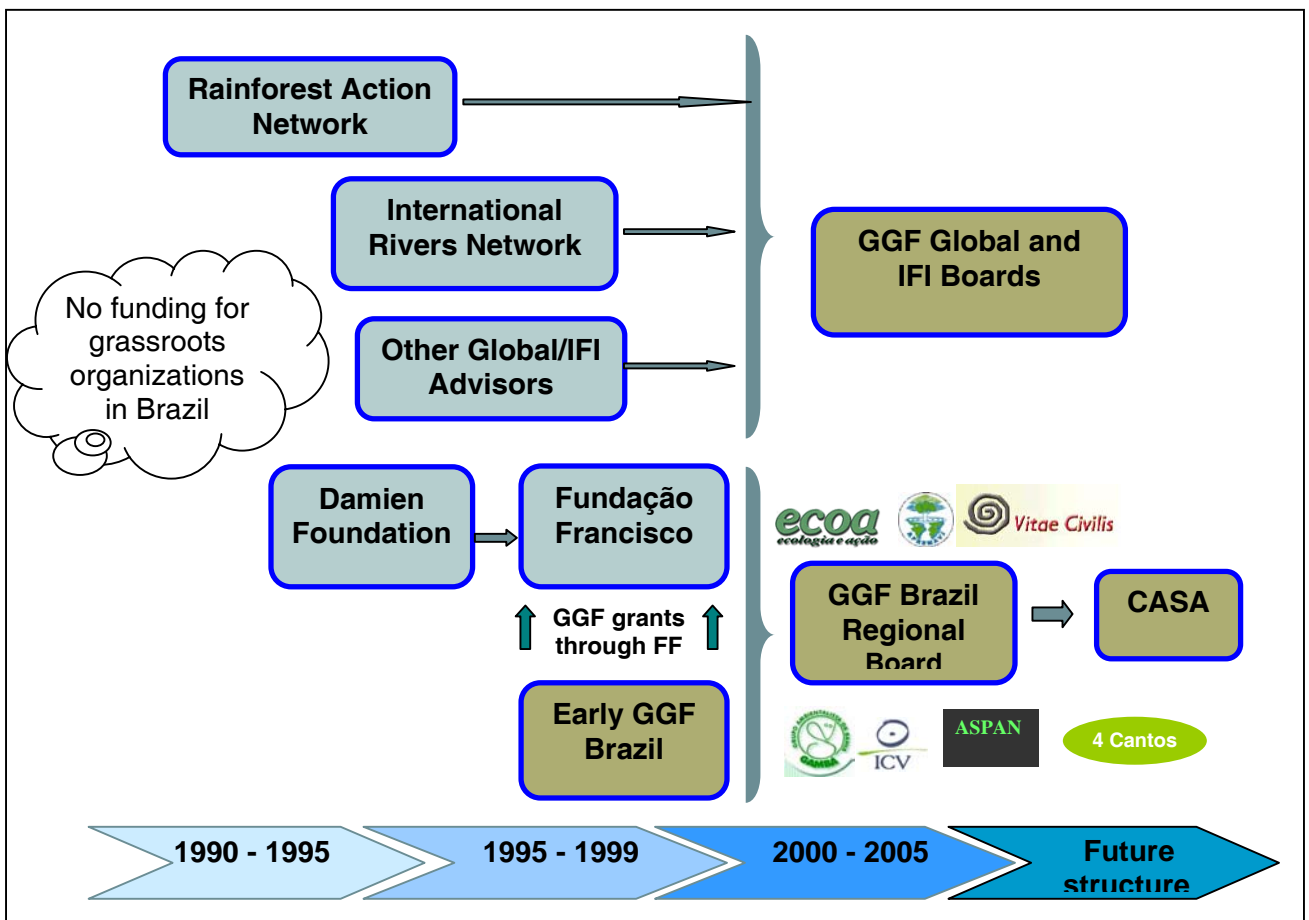 Rainforest Action
Network
International
Rivers Network
GGF Global and
IFI Boards
No funding for
grassroots
organizations
in Brazil
Other Global/IFI
Advisors
Damien
Foundation
Fundação
Francisco
ecoa
ecologia e ação
Vitae Civilis
GGF grants
through FF
GGF Brazil
Regional
Board
CASA
Early GGF
Brazil
GAMBA
ICV
ASPAN
4 Cantos
1990 - 1995
1995 - 1999
2000 - 2005
Future
structure